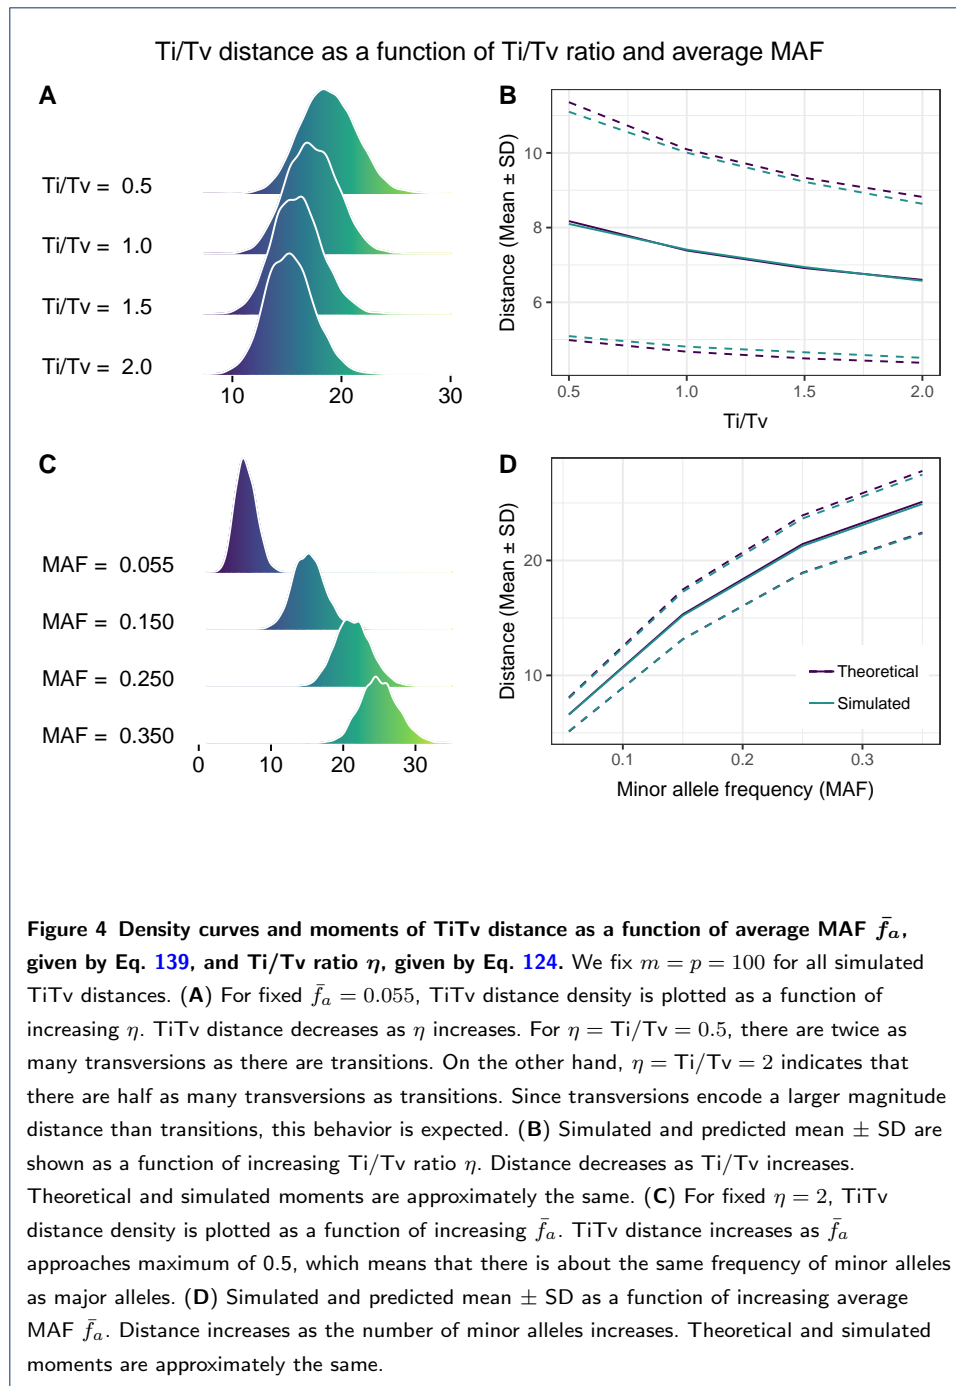 Ti/Tv distance as a function of Ti/Tv ratio and average MAF
A
Ti/Tv = 0.5
Ti/Tv = 1.0
Ti/Tv = 1.5
Ti/Tv = 2.0
10 20 30
B
Distance (Mean ± SD)
10
8
6
0.5 1.0 1.5 2.0
Ti/Tv
C
MAF = 0.055
MAF = 0.150
MAF = 0.250
MAF = 0.350
0 10 20 30
D
Distance (Mean ± SD)
20
10
Theoretical
Simulated
0.1 0.2 0.3
Minor allele frequency (MAF)
Figure 4 Density curves and moments of TiTv distance as a function of average MAF f̄ₐ,
given by Eq. 139, and Ti/Tv ratio η, given by Eq. 124. We fix m = p = 100 for all simulated
TiTv distances. (A) For fixed f̄ₐ = 0.055, TiTv distance density is plotted as a function of
increasing η. TiTv distance decreases as η increases. For η = Ti/Tv = 0.5, there are twice as
many transversions as there are transitions. On the other hand, η = Ti/Tv = 2 indicates that
there are half as many transversions as transitions. Since transversions encode a larger magnitude
distance than transitions, this behavior is expected. (B) Simulated and predicted mean ± SD are
shown as a function of increasing Ti/Tv ratio η. Distance decreases as Ti/Tv increases.
Theoretical and simulated moments are approximately the same. (C) For fixed η = 2, TiTv
distance density is plotted as a function of increasing f̄ₐ. TiTv distance increases as f̄ₐ
approaches maximum of 0.5, which means that there is about the same frequency of minor alleles
as major alleles. (D) Simulated and predicted mean ± SD as a function of increasing average
MAF f̄ₐ. Distance increases as the number of minor alleles increases. Theoretical and simulated
moments are approximately the same.